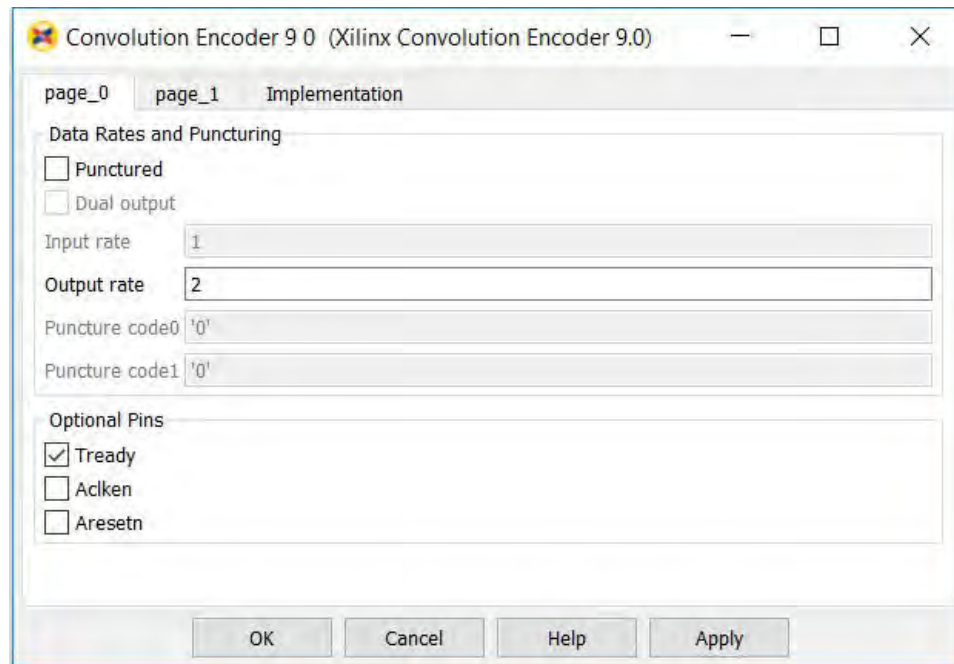 Convolution Encoder 9 0 (Xilinx Convolution Encoder 9.0)
page_0 page_1 Implementation
Data Rates and Puncturing
Punctured
Dual output
Input rate 1
Output rate 2
Puncture code0 '0'
Puncture code1 '0'
Optional Pins
Tready
Aclken
Aresetn
OK Cancel Help Apply